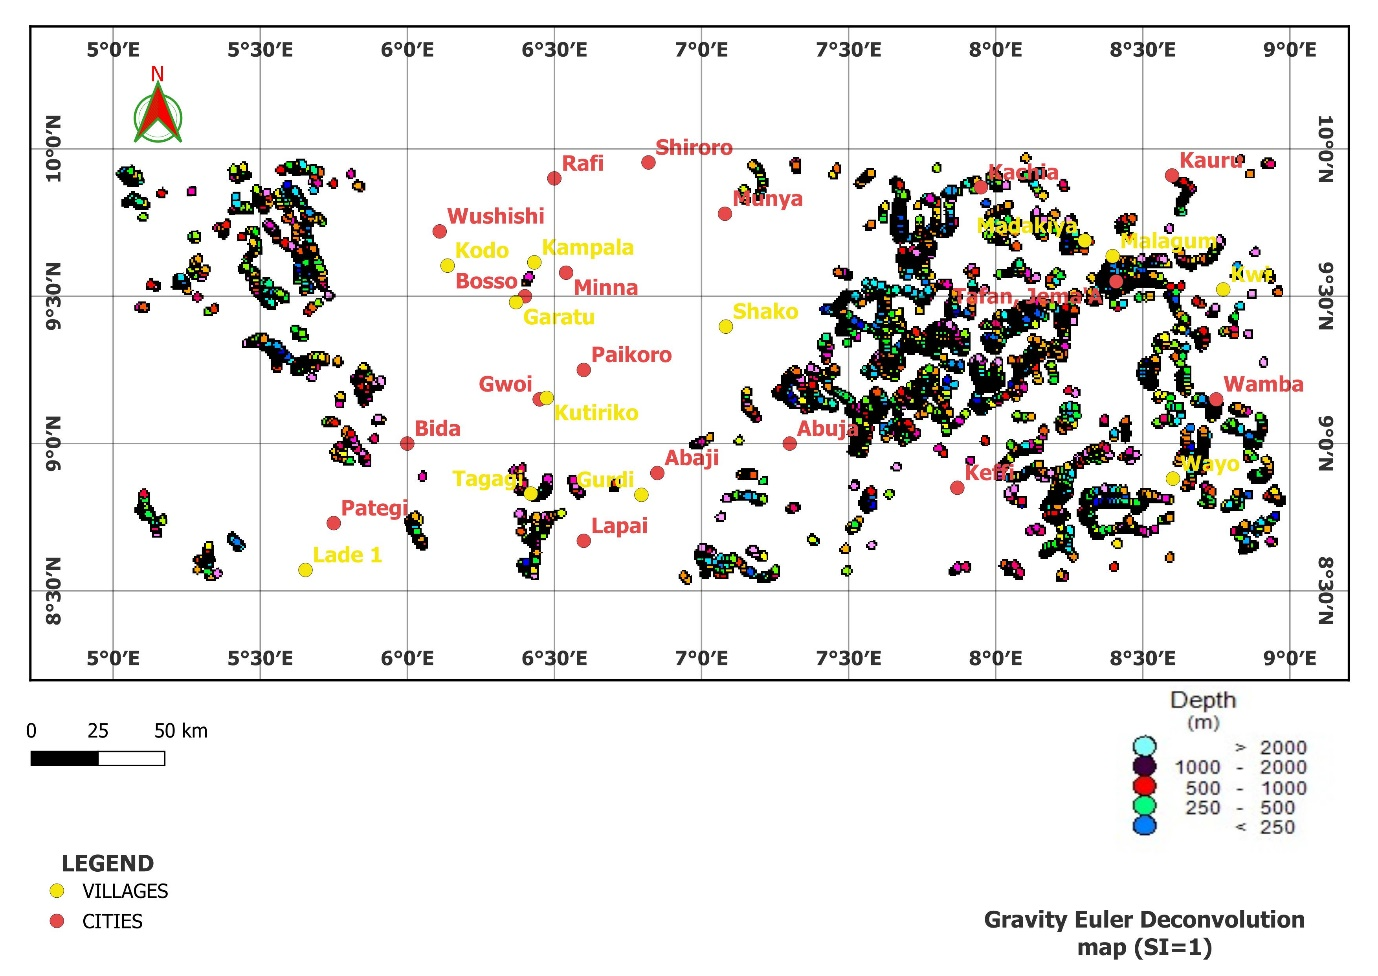 5°0′E 5°30′E 6°0′E 6°30′E 7°0′E 7°30′E 8°0′E 8°30′E 9°0′E
N
10°0′N 10°0′N
Shiroro
Rafi
Kachia
Kauru
Munya
Wushishi
Madakiya
Malagum
Kodo
Kampala
Bosso
Minna
Kwi
9°30′N 9°30′N
Tafan, Jema'A
Garatu
Shako
Paikoro
Gwoi
Kutiriko
Wamba
Bida
Abuja
9°0′N 9°0′N
Abaji
Tagagi
Gurdi
Keffi
Wayo
Pategi
Lapai
Lade 1
8°30′N 8°30′N
5°0′E 5°30′E 6°0′E 6°30′E 7°0′E 7°30′E 8°0′E 8°30′E 9°0′E
0 25 50 km
Depth
(m)
> 2000
1000 - 2000
500 - 1000
250 - 500
< 250
LEGEND
VILLAGES
CITIES
Gravity Euler Deconvolution
map (SI=1)